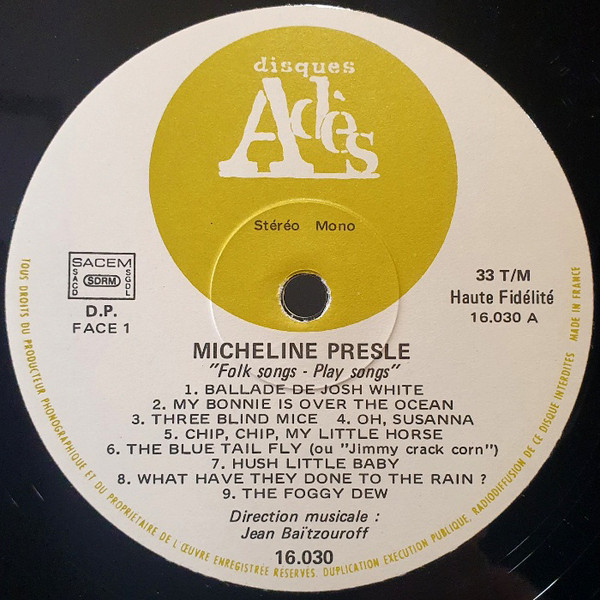 disques
Adès
Stéréo Mono
SACEM
SACD
SDRM
SGDL
D.P.
FACE 1
33 T/M
Haute Fidélité
16.030 A
MICHELINE PRESLE
"Folk songs - Play songs"
1. BALLADE DE JOSH WHITE
2. MY BONNIE IS OVER THE OCEAN
3. THREE BLIND MICE 4. OH, SUSANNA
5. CHIP, CHIP, MY LITTLE HORSE
6. THE BLUE TAIL FLY (ou "Jimmy crack corn")
7. HUSH LITTLE BABY
8. WHAT HAVE THEY DONE TO THE RAIN ?
9. THE FOGGY DEW
Direction musicale :
Jean Baïtzouroff
16.030
TOUS DROITS DU PRODUCTEUR PHONOGRAPHIQUE ET DU PROPRIETAIRE DE L'ŒUVRE ENREGISTRÉE RÉSERVÉS. DUPLICATION EXECUTION PUBLIQUE, RADIODIFFUSION DE CE DISQUE INTERDITES MADE IN FRANCE